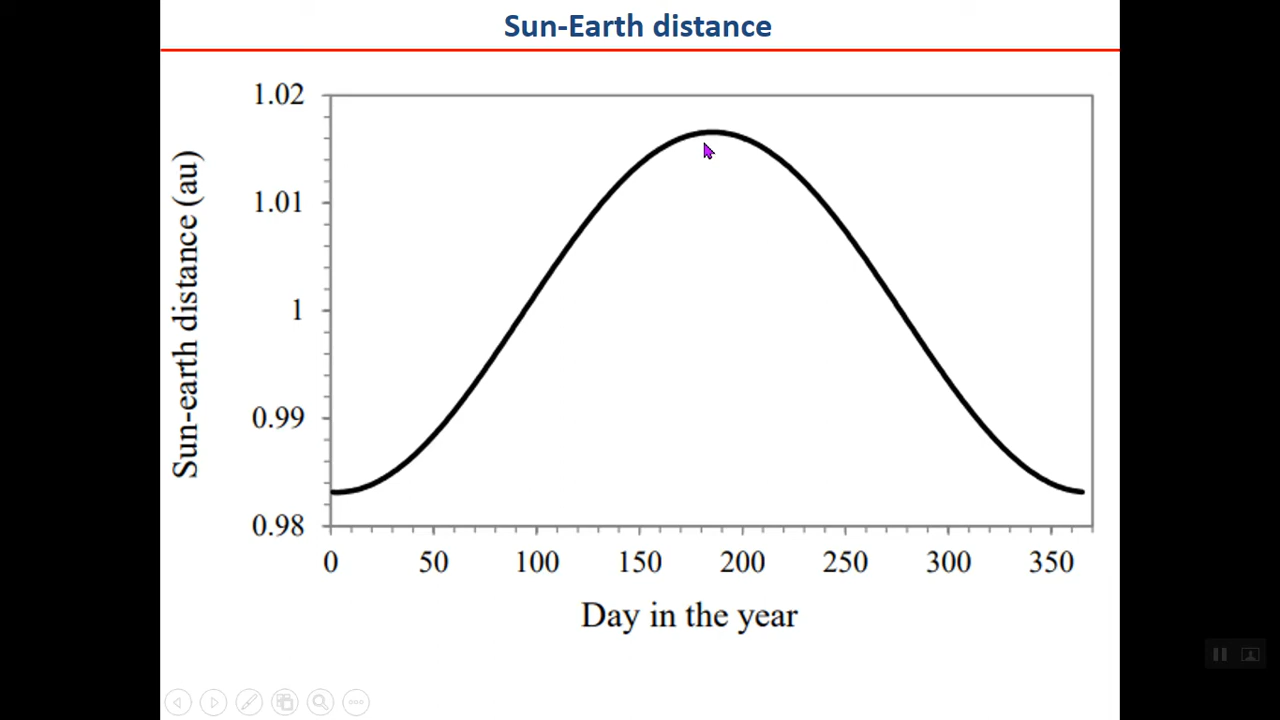 Sun-Earth distance
Sun-earth distance (au)
1.02
1.01
1
0.99
0.98
0 50 100 150 200 250 300 350
Day in the year